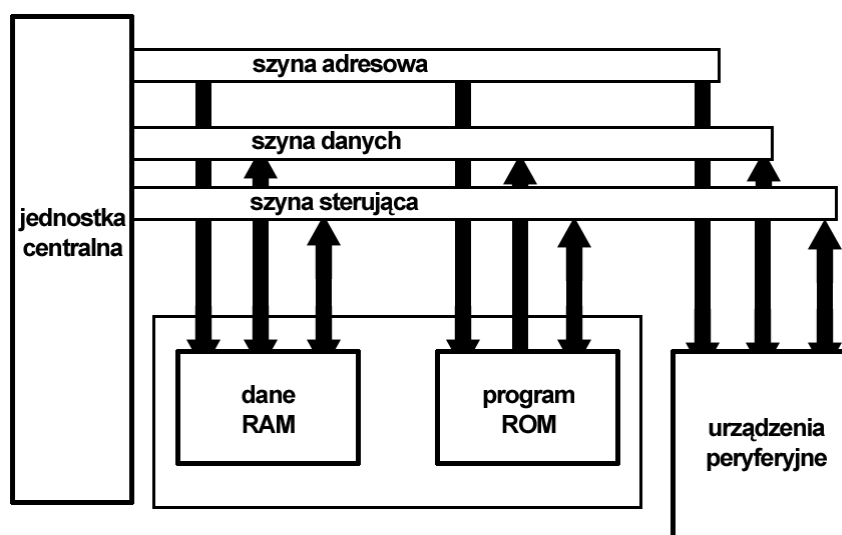 szyna adresowa
szyna danych
szyna sterująca
jednostka
centralna
dane
RAM
program
ROM
urządzenia
peryferyjne